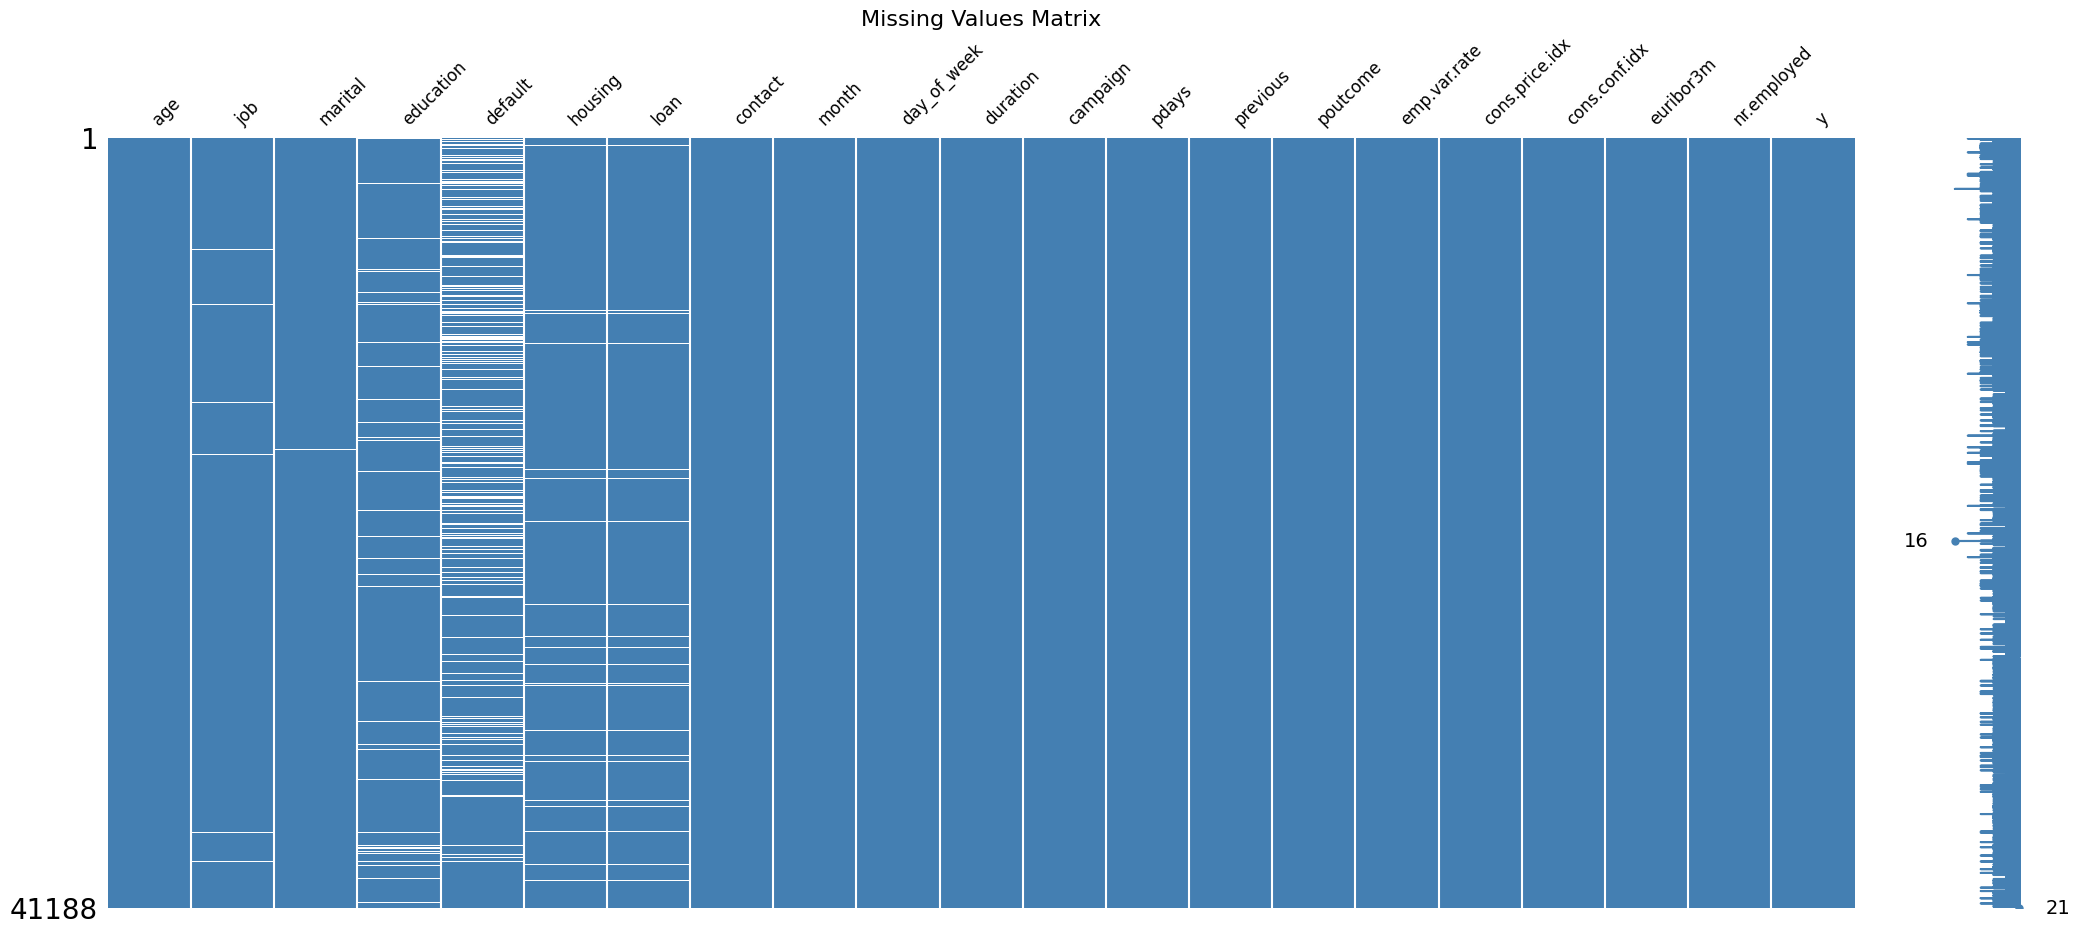 Missing Values Matrix
age job marital education default housing loan contact month day_of_week duration campaign pdays previous poutcome emp.var.rate cons.price.idx cons.conf.idx euribor3m nr.employed y
1
16
41188 21